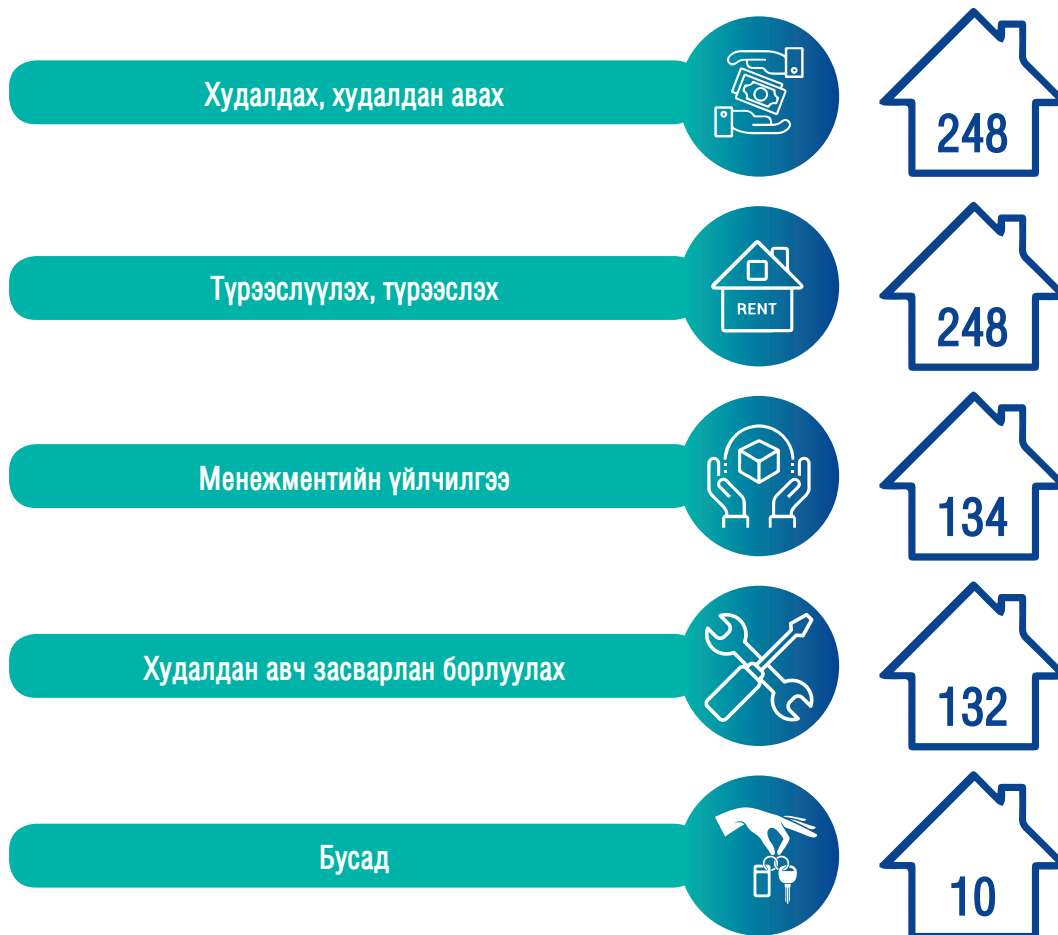 Худалдах, худалдан авах
248
Түрээслүүлэх, түрээслэх
RENT
248
Менежментийн үйлчилгээ
134
Худалдан авч засварлан борлуулах
132
Бусад
10